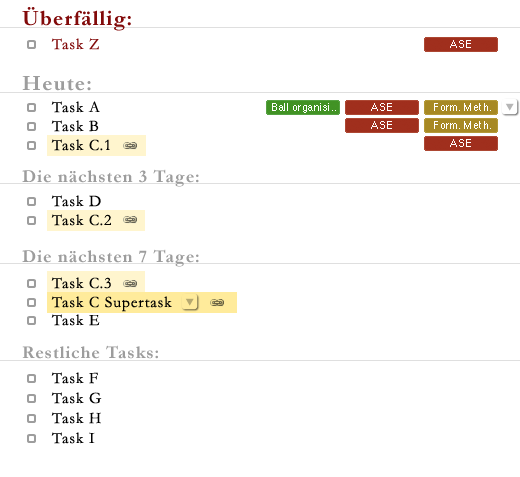 Überfällig:
Task Z ASE
Heute:
Task A Ball organisi.. ASE Form. Meth.
Task B ASE Form. Meth.
Task C.1 ASE
Die nächsten 3 Tage:
Task D
Task C.2
Die nächsten 7 Tage:
Task C.3
Task C Supertask
Task E
Restliche Tasks:
Task F
Task G
Task H
Task I